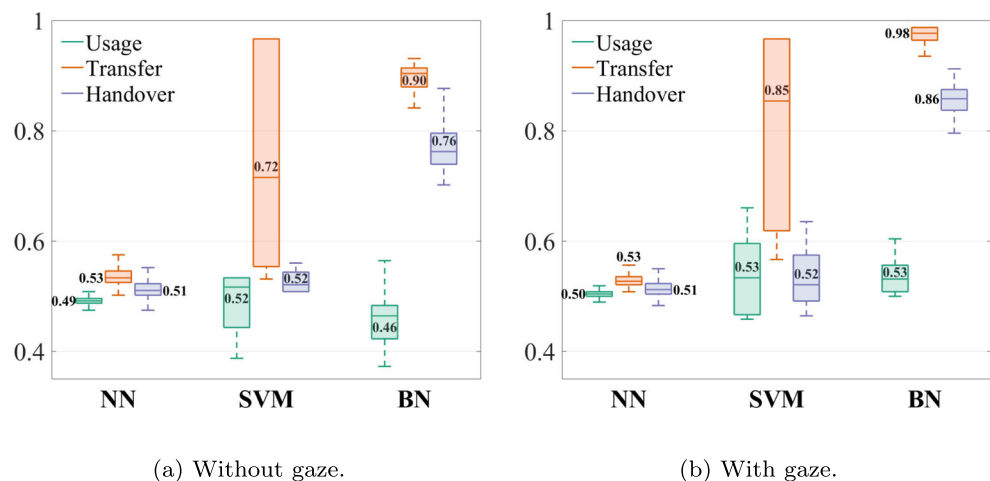 1
0.8
0.6
0.4
Usage
Transfer
Handover
0.49
0.53
0.51
0.52
0.72
0.52
0.46
0.90
0.76
NN SVM BN
(a) Without gaze.
1
0.8
0.6
0.4
Usage
Transfer
Handover
0.50
0.53
0.51
0.53
0.85
0.52
0.53
0.98
0.86
NN SVM BN
(b) With gaze.